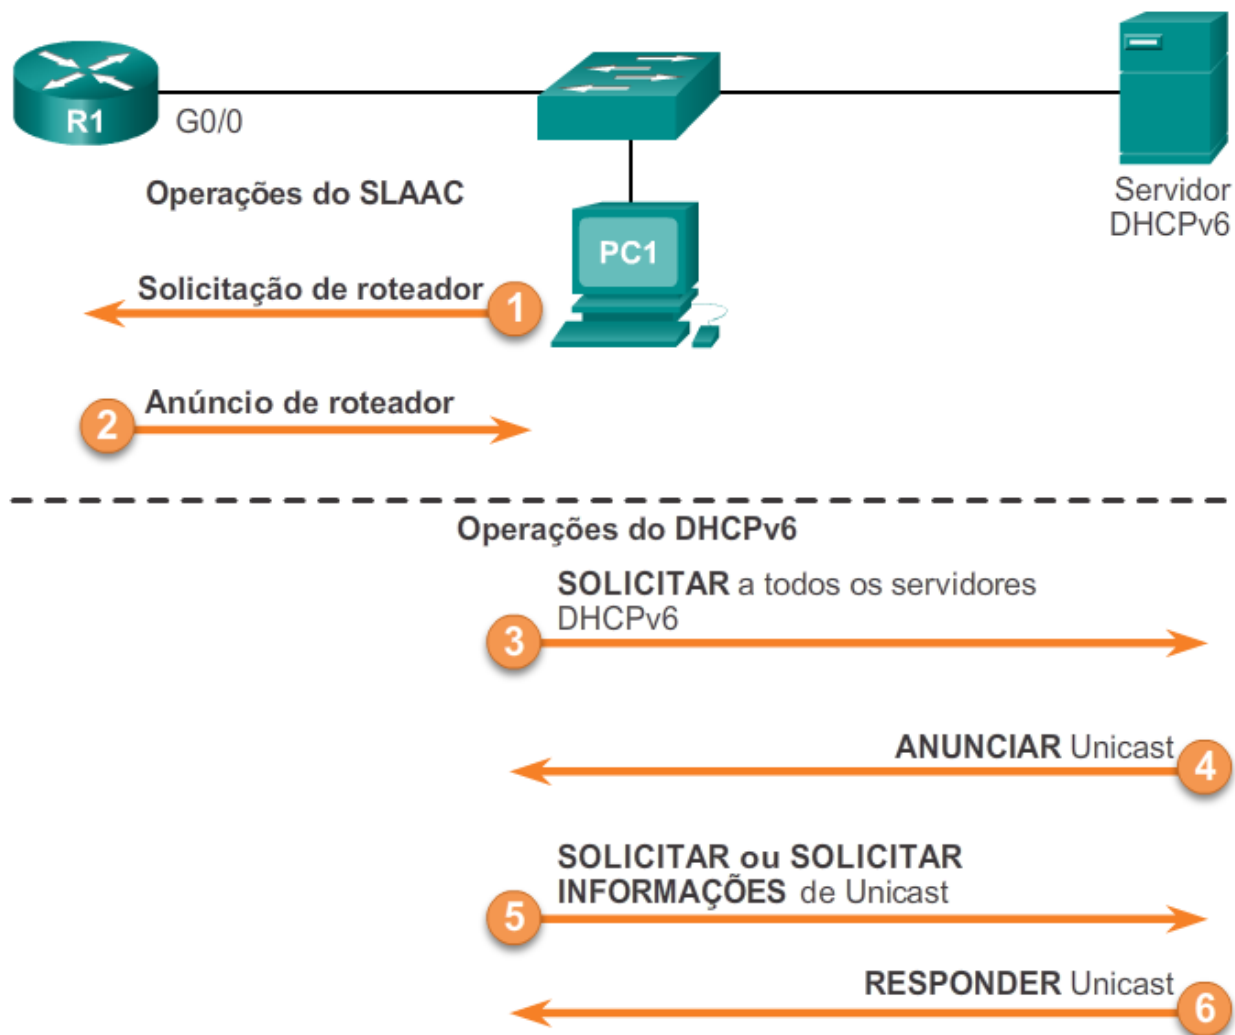 R1
G0/0
Servidor
DHCPv6
Operações do SLAAC
PC1
Solicitação de roteador
1
2
Anúncio de roteador
Operações do DHCPv6
SOLICITAR a todos os servidores
DHCPv6
3
ANUNCIAR Unicast
4
SOLICITAR ou SOLICITAR
INFORMAÇÕES de Unicast
5
RESPONDER Unicast
6